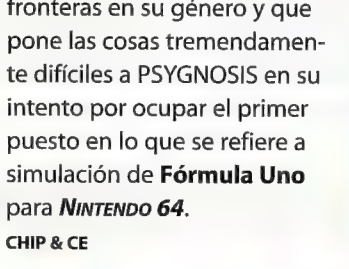 fronteras en su género y que
pone las cosas tremendamen-
te difíciles a PSYGNOSIS en su
intento por ocupar el primer
puesto en lo que se refiere a
simulación de Fórmula Uno
para NINTENDO 64.
CHIP & CE